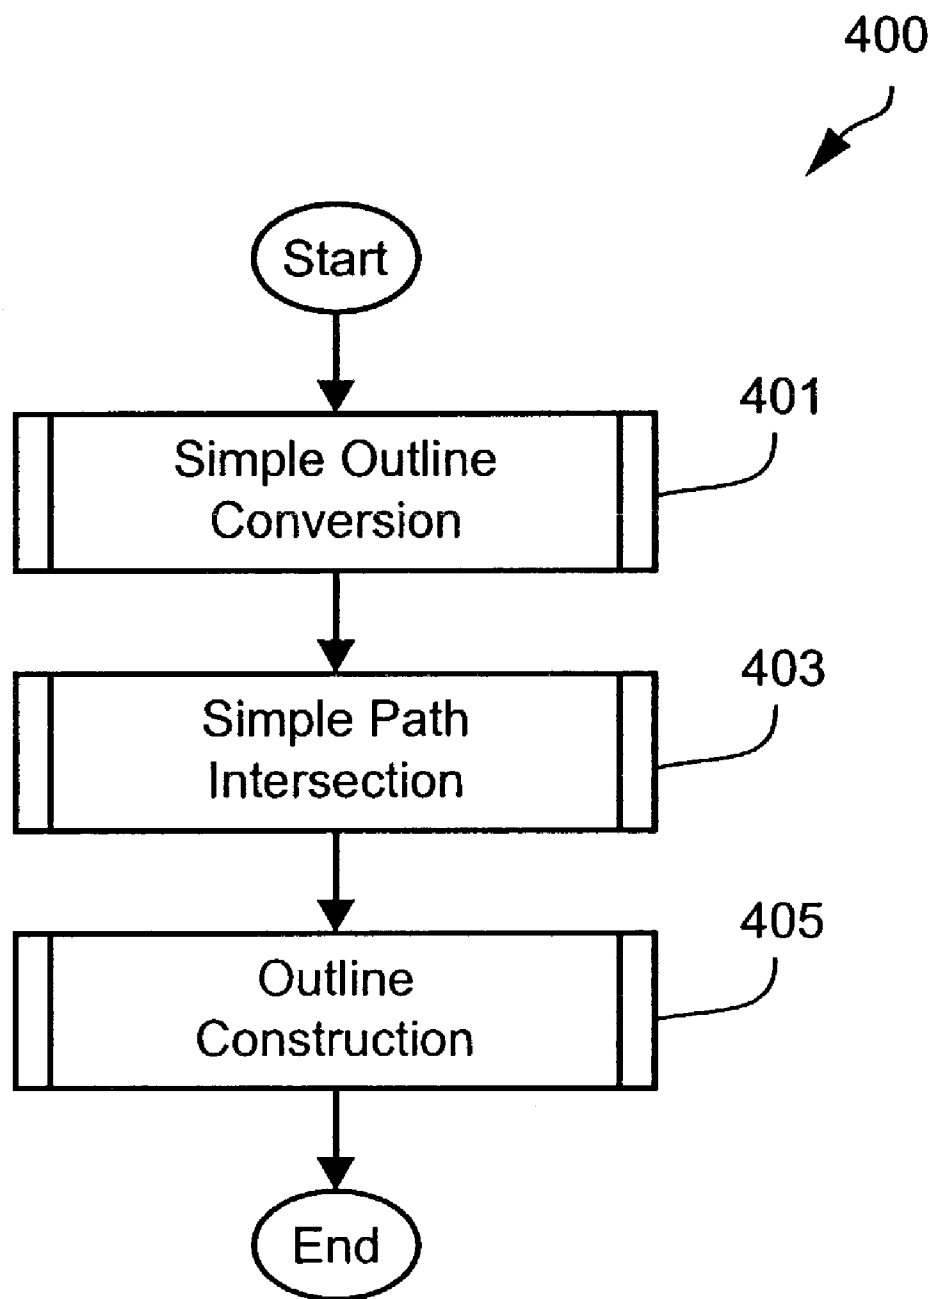 400
Start
Simple Outline
Conversion
401
Simple Path
Intersection
403
Outline
Construction
405
End